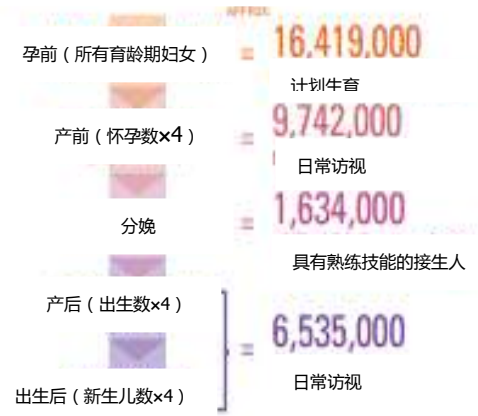 孕前（所有育龄期妇女）
=
16,419,000
计划生育
产前（怀孕数×4）
=
9,742,000
日常访视
分娩
=
1,634,000
具有熟练技能的接生人
产后（出生数×4）
=
6,535,000
日常访视
出生后（新生儿数×4）